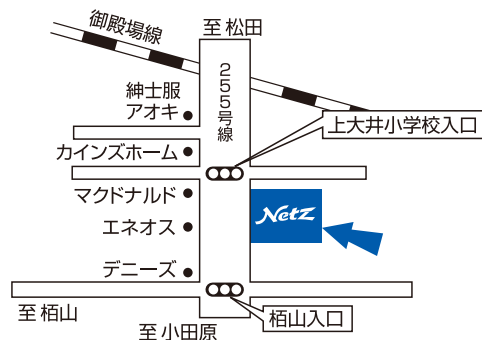 御殿場線
至 松田
255号線
紳士服
アオキ
上大井小学校入口
カインズホーム
マクドナルド
Netz
エネオス
デニーズ
至 栢山
栢山入口
至 小田原